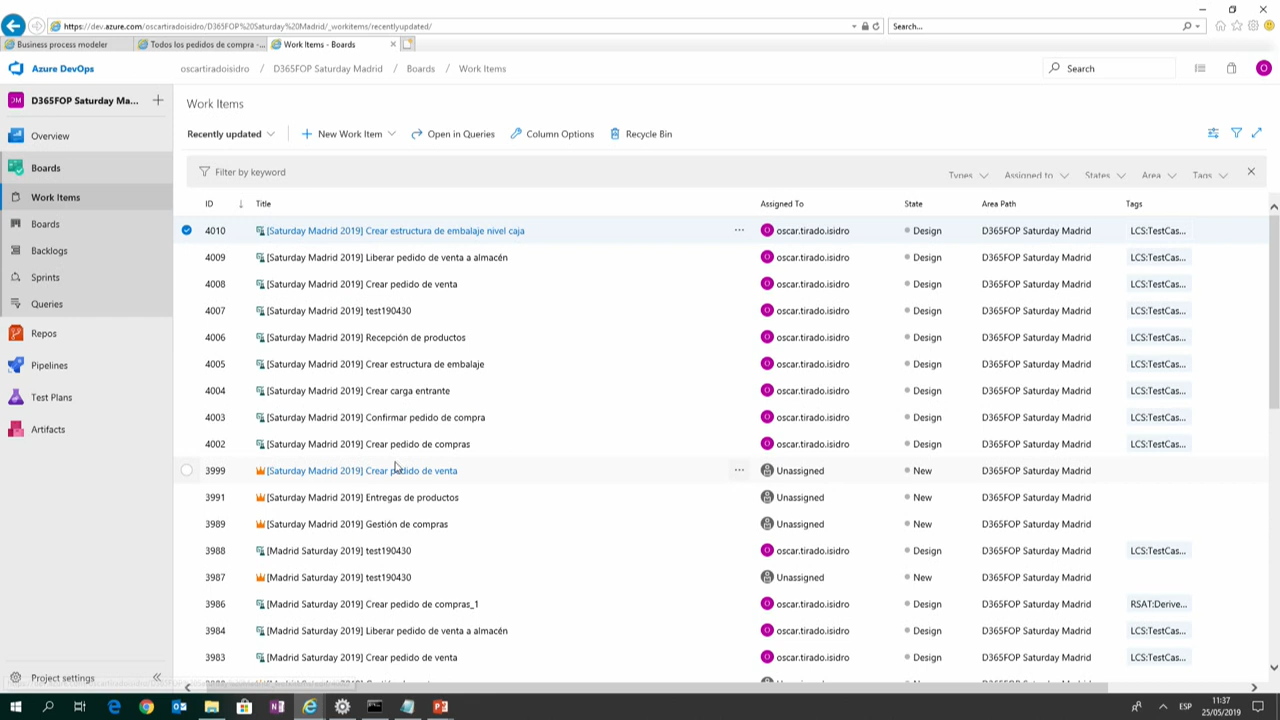 https://dev.azure.com/oscartiradoisidro/D365FOP%20Saturday%20Madrid/_workitems/recentlyupdated/
Search...
Business process modeler
Todos los pedidos de compra -...
Work Items - Boards
Azure DevOps
oscartiradoisidro / D365FOP Saturday Madrid / Boards / Work Items
Search
O
DM D365FOP Saturday Ma...
Overview
Boards
Work Items
Boards
Backlogs
Sprints
Queries
Repos
Pipelines
Test Plans
Artifacts
Project settings
Work Items
Recently updated
New Work Item
Open in Queries
Column Options
Recycle Bin
Filter by keyword
Types
Assigned to
States
Area
Tags
ID Title Assigned To State Area Path Tags
4010 [Saturday Madrid 2019] Crear estructura de embalaje nivel caja ... O oscar.tirado.isidro Design D365FOP Saturday Madrid LCS:TestCas...
4009 [Saturday Madrid 2019] Liberar pedido de venta a almacén O oscar.tirado.isidro Design D365FOP Saturday Madrid LCS:TestCas...
4008 [Saturday Madrid 2019] Crear pedido de venta O oscar.tirado.isidro Design D365FOP Saturday Madrid LCS:TestCas...
4007 [Saturday Madrid 2019] test190430 O oscar.tirado.isidro Design D365FOP Saturday Madrid LCS:TestCas...
4006 [Saturday Madrid 2019] Recepción de productos O oscar.tirado.isidro Design D365FOP Saturday Madrid LCS:TestCas...
4005 [Saturday Madrid 2019] Crear estructura de embalaje O oscar.tirado.isidro Design D365FOP Saturday Madrid LCS:TestCas...
4004 [Saturday Madrid 2019] Crear carga entrante O oscar.tirado.isidro Design D365FOP Saturday Madrid LCS:TestCas...
4003 [Saturday Madrid 2019] Confirmar pedido de compra O oscar.tirado.isidro Design D365FOP Saturday Madrid LCS:TestCas...
4002 [Saturday Madrid 2019] Crear pedido de compras O oscar.tirado.isidro Design D365FOP Saturday Madrid LCS:TestCas...
3999 [Saturday Madrid 2019] Crear pedido de venta ... Unassigned New D365FOP Saturday Madrid
3991 [Saturday Madrid 2019] Entregas de productos Unassigned New D365FOP Saturday Madrid
3989 [Saturday Madrid 2019] Gestión de compras Unassigned New D365FOP Saturday Madrid
3988 [Madrid Saturday 2019] test190430 O oscar.tirado.isidro Design D365FOP Saturday Madrid LCS:TestCas...
3987 [Madrid Saturday 2019] test190430 Unassigned New D365FOP Saturday Madrid
3986 [Madrid Saturday 2019] Crear pedido de compras_1 O oscar.tirado.isidro Design D365FOP Saturday Madrid RSAT:Derive...
3984 [Madrid Saturday 2019] Liberar pedido de venta a almacén O oscar.tirado.isidro Design D365FOP Saturday Madrid LCS:TestCas...
3983 [Madrid Saturday 2019] Crear pedido de venta O oscar.tirado.isidro Design D365FOP Saturday Madrid LCS:TestCas...
ESP
11:37
25/05/2019